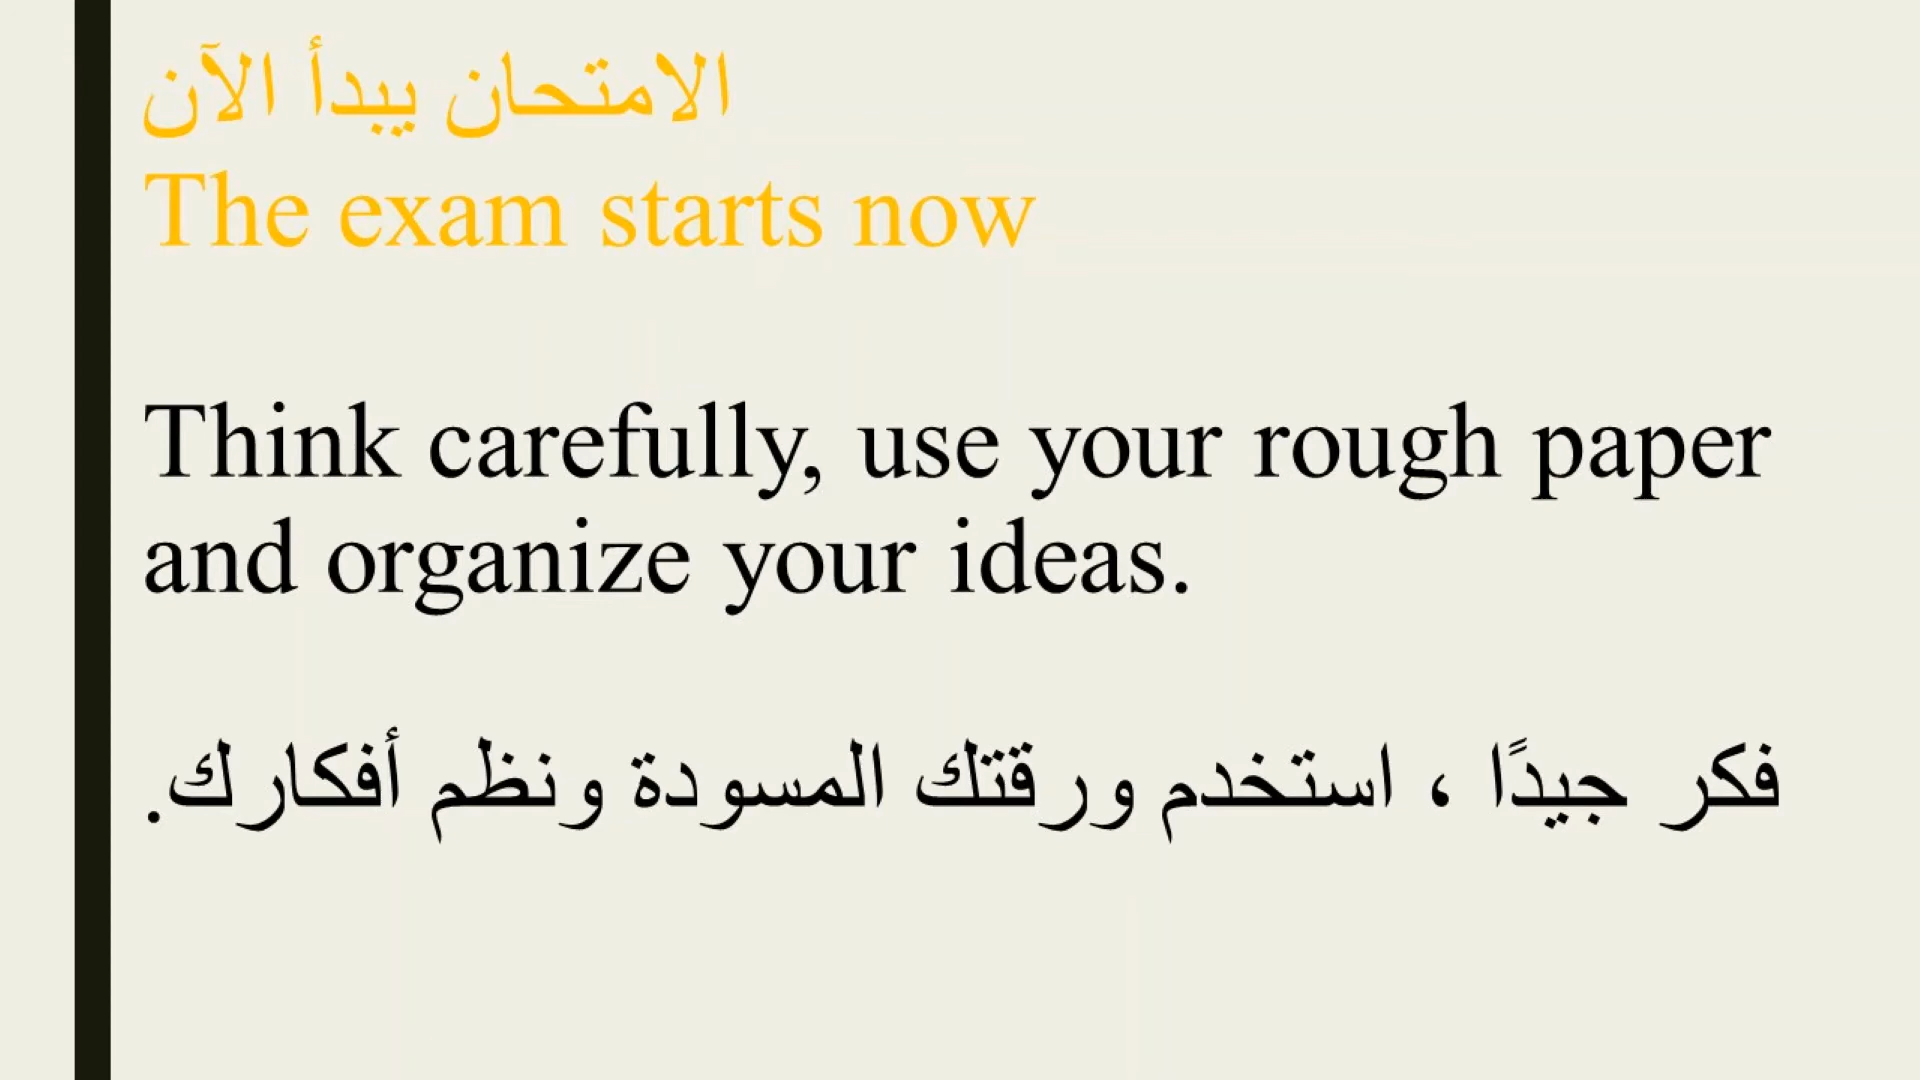 الامتحان يبدأ الآن
The exam starts now
Think carefully, use your rough paper
and organize your ideas.
فكر جيدًا ، استخدم ورقتك المسودة ونظم أفكارك.